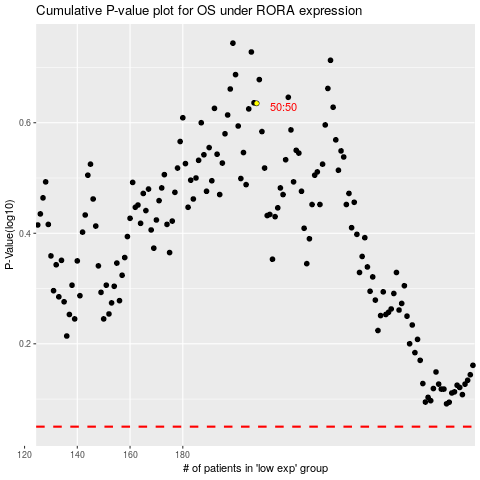 Cumulative P-value plot for OS under RORA expression
P-Value(log10)
0.6
0.4
0.2
50:50
120 140 160 180
# of patients in 'low exp' group